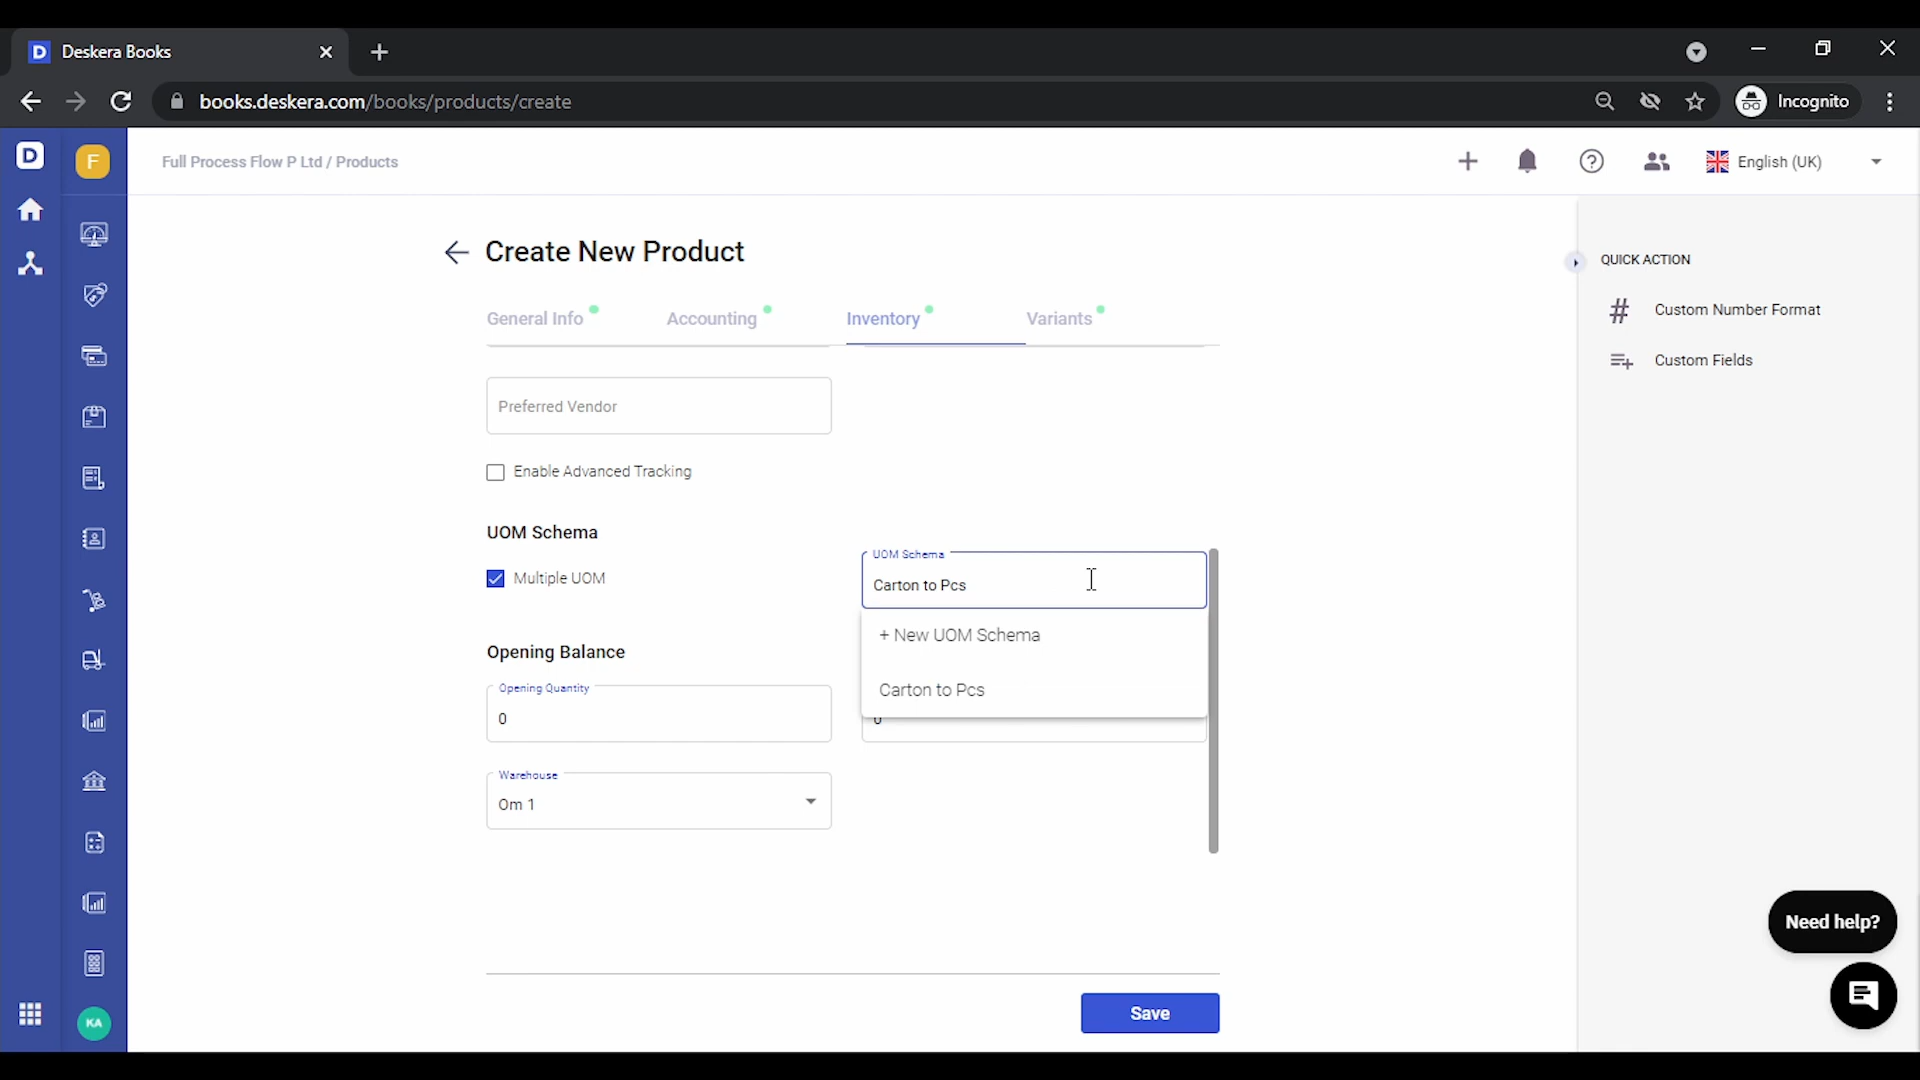 Deskera Books
books.deskera.com/books/products/create
Incognito
D
F
Full Process Flow P Ltd / Products
English (UK)
Create New Product
General Info
Accounting
Inventory
Variants
QUICK ACTION
Custom Number Format
Custom Fields
Preferred Vendor
Enable Advanced Tracking
UOM Schema
Multiple UOM
UOM Schema
Carton to Pcs
+ New UOM Schema
Carton to Pcs
Opening Balance
Opening Quantity
0
0
Warehouse
Om 1
Save
Need help?
KA